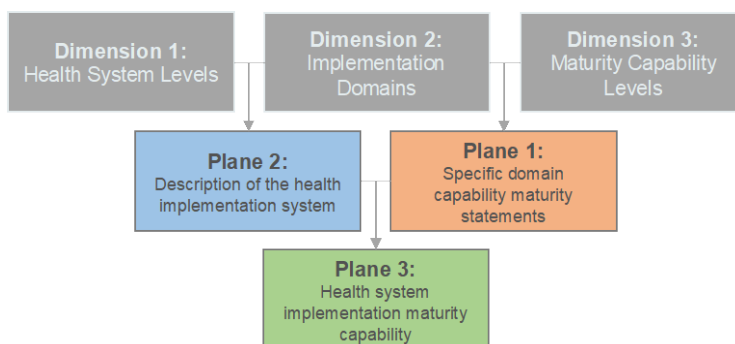 Dimension 1:
Health System Levels
Dimension 2:
Implementation
Domains
Dimension 3:
Maturity Capability
Levels
Plane 2:
Description of the health
implementation system
Plane 1:
Specific domain
capability maturity
statements
Plane 3:
Health system
implementation maturity
capability